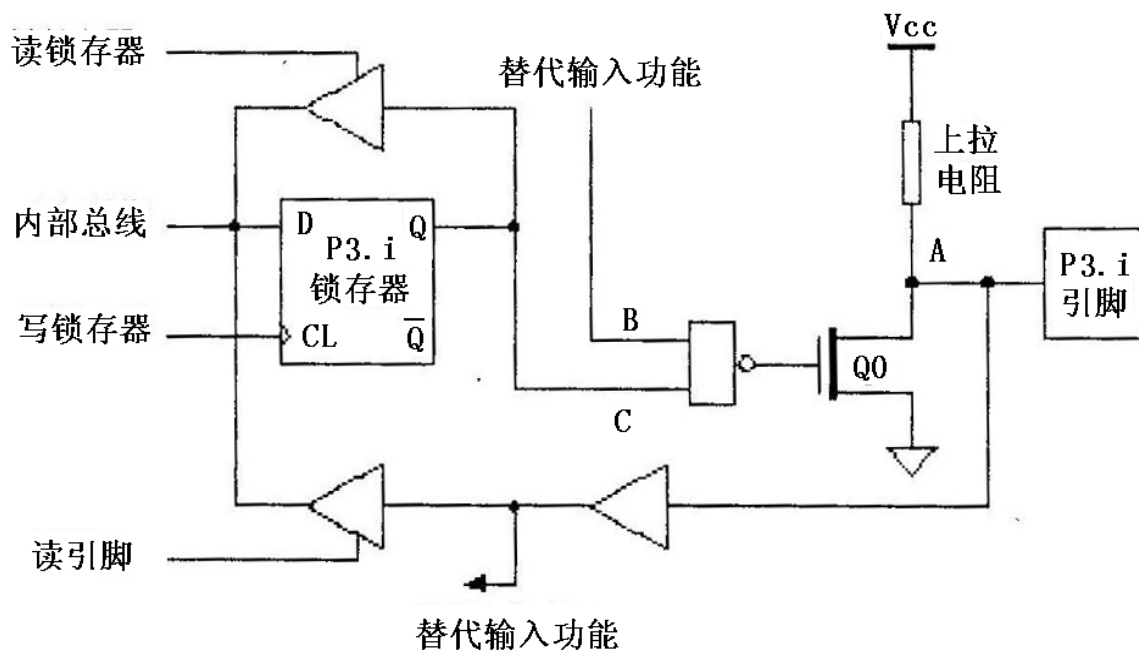 Vcc
读锁存器
替代输入功能
上拉
电阻
内部总线
D
Q
P3.i
锁存器
A
P3.i
引脚
写锁存器
CL
Q̅
B
Q0
C
读引脚
替代输入功能